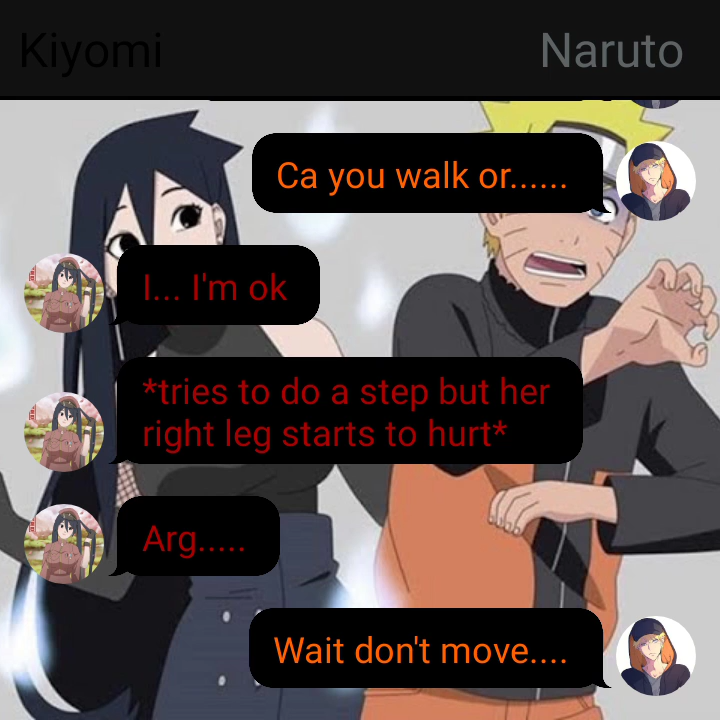 Kiyomi Naruto
Ca you walk or......
I... I'm ok
*tries to do a step but her
right leg starts to hurt*
Arg.....
Wait don't move....